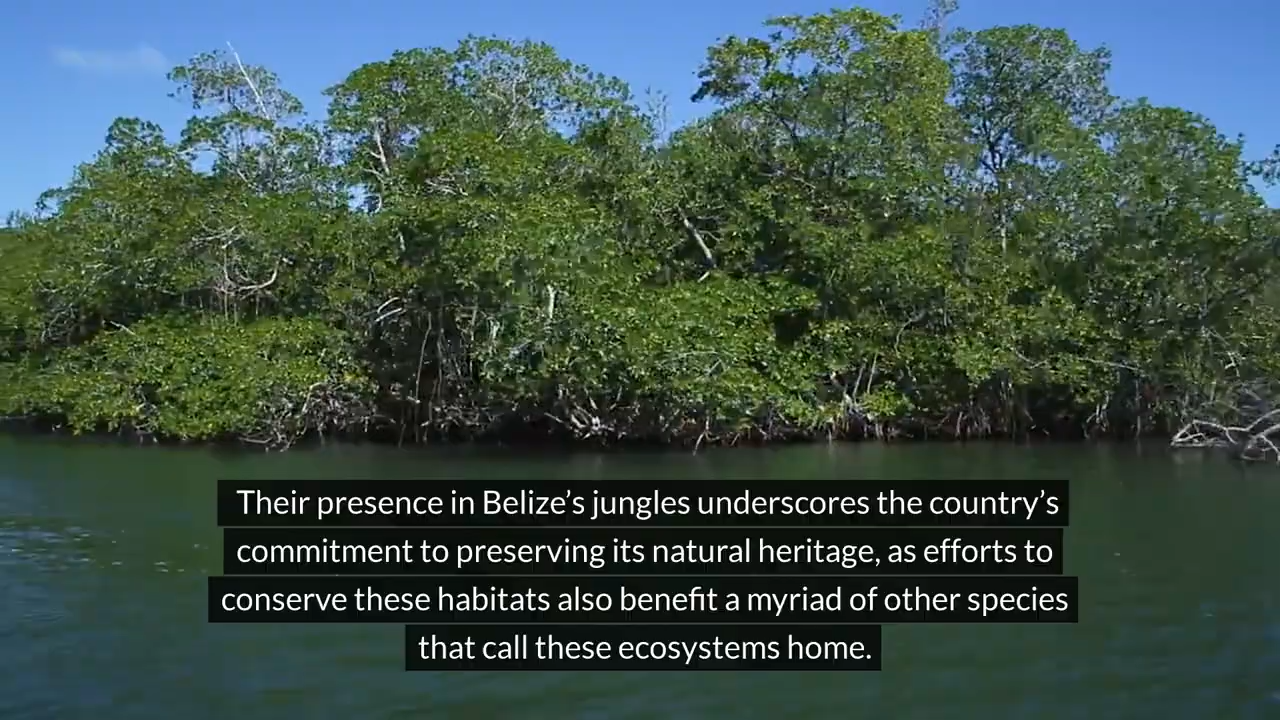 Their presence in Belize’s jungles underscores the country’s
commitment to preserving its natural heritage, as efforts to
conserve these habitats also benefit a myriad of other species
that call these ecosystems home.